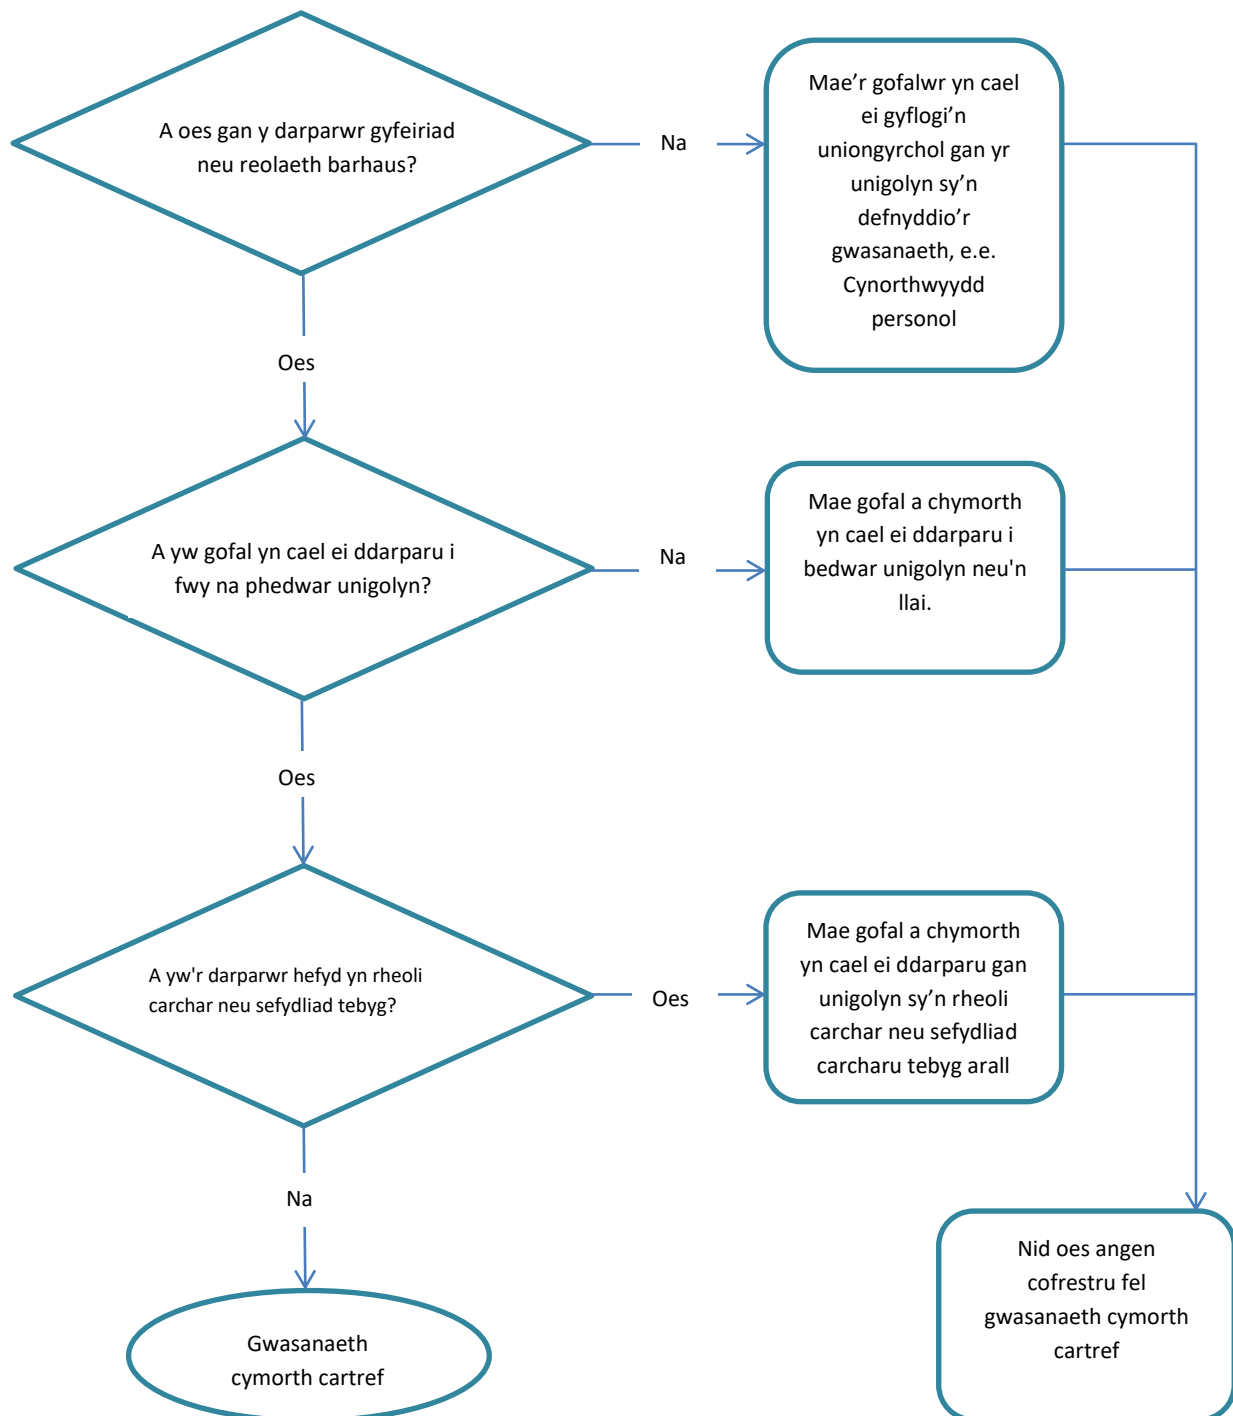 A oes gan y darparwr gyfeiriad
neu reolaeth barhaus?
Na
Mae’r gofalwr yn cael
ei gyflogi’n
uniongyrchol gan yr
unigolyn sy’n
defnyddio’r
gwasanaeth, e.e.
Cynorthwyydd
personol
Oes
A yw gofal yn cael ei ddarparu i
fwy na phedwar unigolyn?
Na
Mae gofal a chymorth
yn cael ei ddarparu i
bedwar unigolyn neu'n
llai.
Oes
A yw'r darparwr hefyd yn rheoli
carchar neu sefydliad tebyg?
Oes
Mae gofal a chymorth
yn cael ei ddarparu gan
unigolyn sy’n rheoli
carchar neu sefydliad
carcharu tebyg arall
Na
Gwasanaeth
cymorth cartref
Nid oes angen
cofrestru fel
gwasanaeth cymorth
cartref